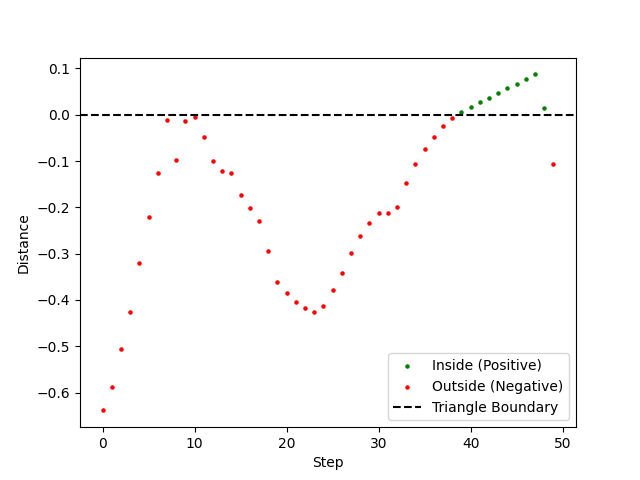 0.1
0.0
−0.1
−0.2
−0.3
−0.4
−0.5
−0.6
Distance
0 10 20 30 40 50
Step
Inside (Positive)
Outside (Negative)
Triangle Boundary